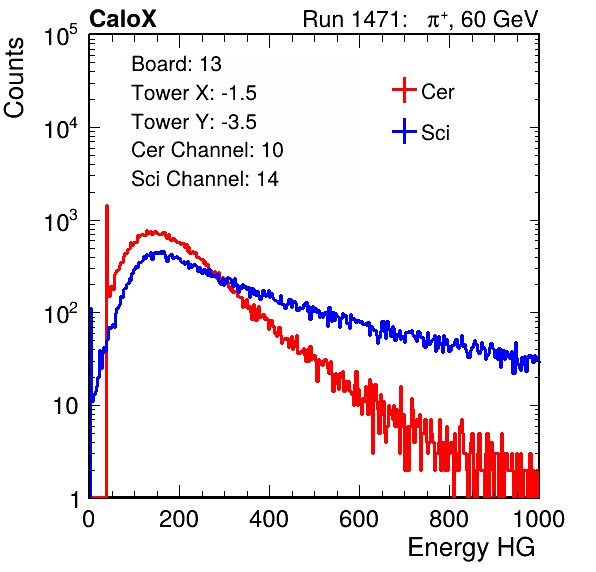 CaloX Run 1471: π⁺, 60 GeV
Counts
10⁵
10⁴
10³
10²
10
1
Board: 13
Tower X: -1.5
Tower Y: -3.5
Cer Channel: 10
Sci Channel: 14
Cer
Sci
0 200 400 600 800 1000
Energy HG